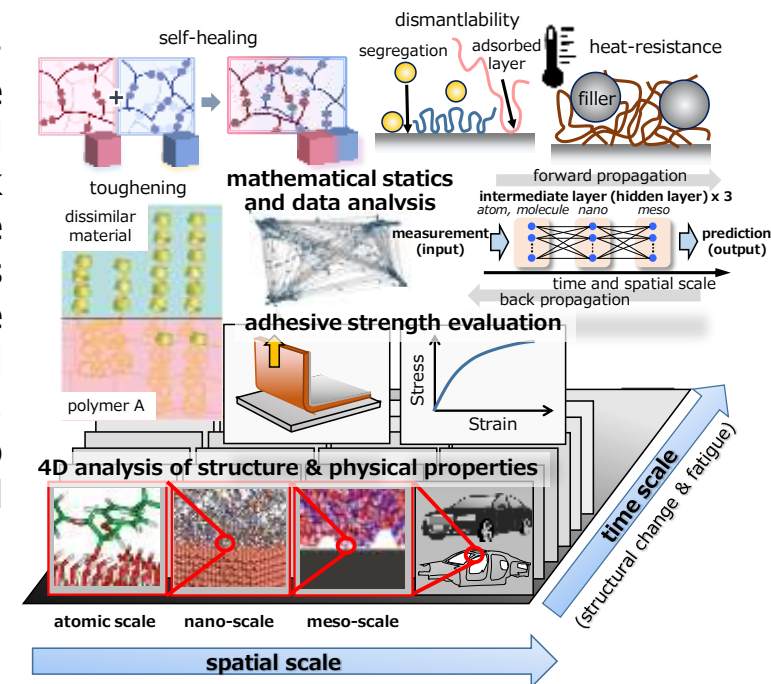 self-healing
dismantlability
segregation
adsorbed
layer
heat-resistance
filler
+
toughening
dissimilar
material
polymer A
mathematical statics
and data analysis
forward propagation
intermediate layer (hidden layer) x 3
atom, molecule
nano
meso
measurement
(input)
prediction
(output)
time and spatial scale
back propagation
adhesive strength evaluation
Stress
Strain
4D analysis of structure & physical properties
atomic scale
nano-scale
meso-scale
spatial scale
time scale
(structural change & fatigue)